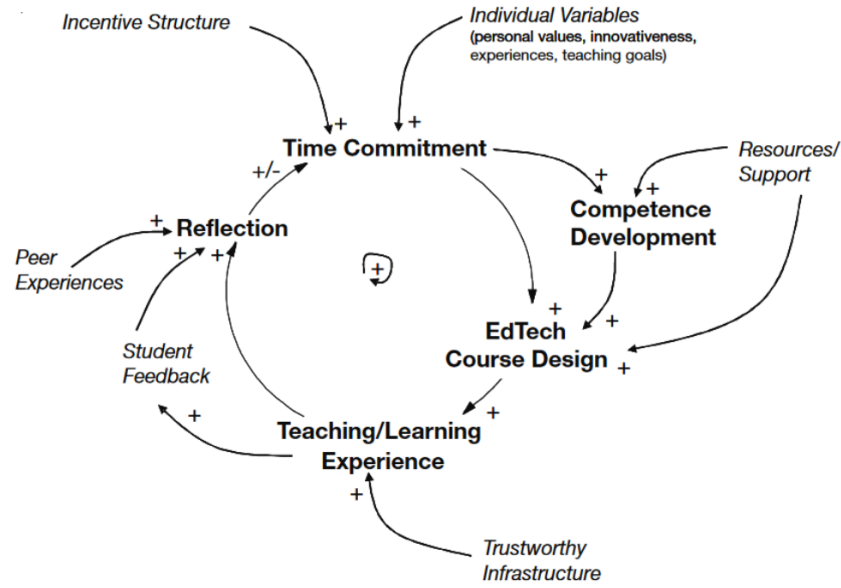 Incentive Structure
Individual Variables
(personal values, innovativeness,
experiences, teaching goals)
+
+
Time Commitment
+/-
+
+
Resources/
Support
Competence
Development
+
Reflection
+
+
Peer
Experiences
+
+
+
EdTech
Course Design
+
Student
Feedback
+
+
Teaching/Learning
Experience
+
Trustworthy
Infrastructure